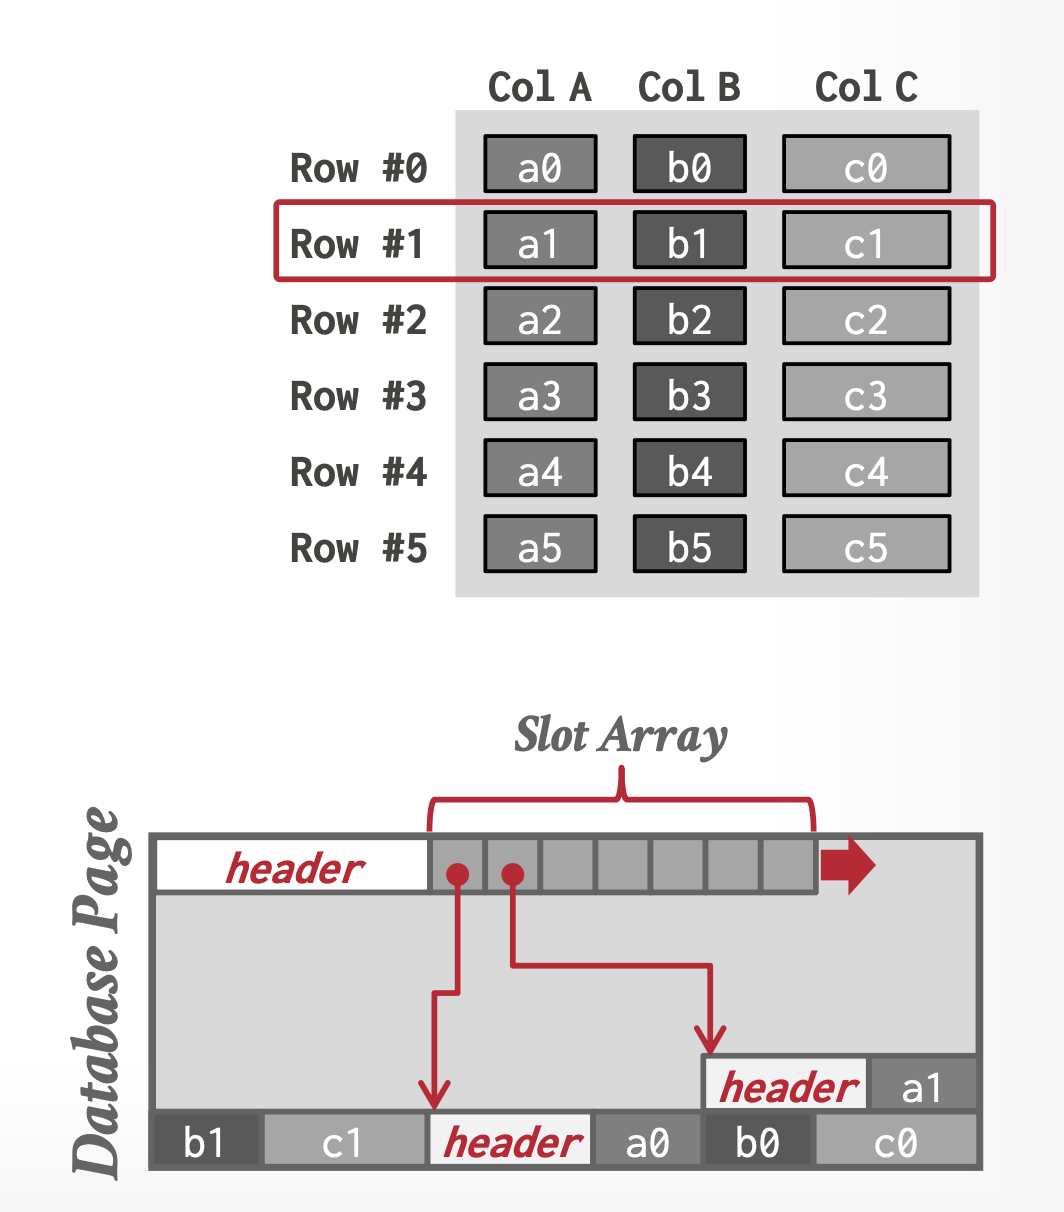 Col A Col B Col C
Row #0 a0 b0 c0
Row #1 a1 b1 c1
Row #2 a2 b2 c2
Row #3 a3 b3 c3
Row #4 a4 b4 c4
Row #5 a5 b5 c5
Slot Array
Database Page
header
header a1
b1 c1 header a0 b0 c0